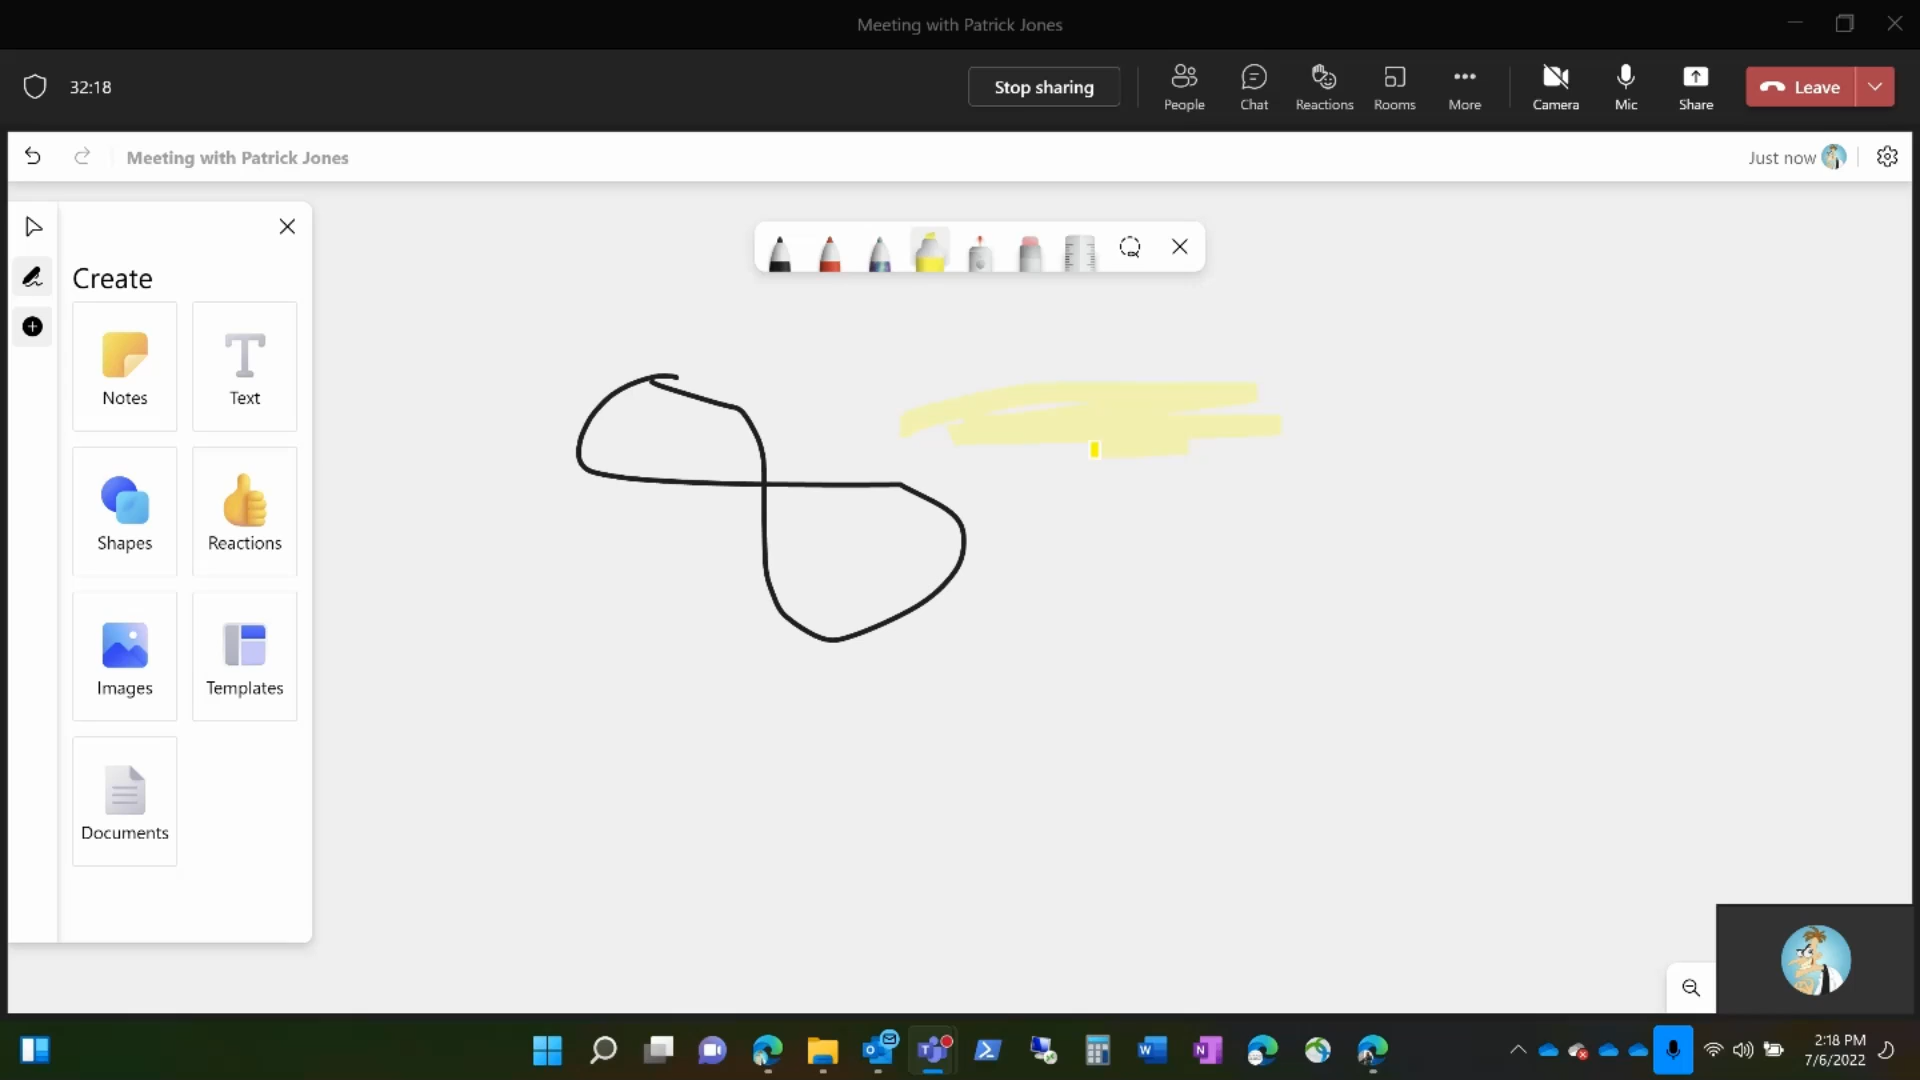 Meeting with Patrick Jones
32:18
Stop sharing
People
Chat
Reactions
Rooms
More
Camera
Mic
Share
Leave
Meeting with Patrick Jones
Just now
Create
Notes
Text
Shapes
Reactions
Images
Templates
Documents
2:18 PM
7/6/2022